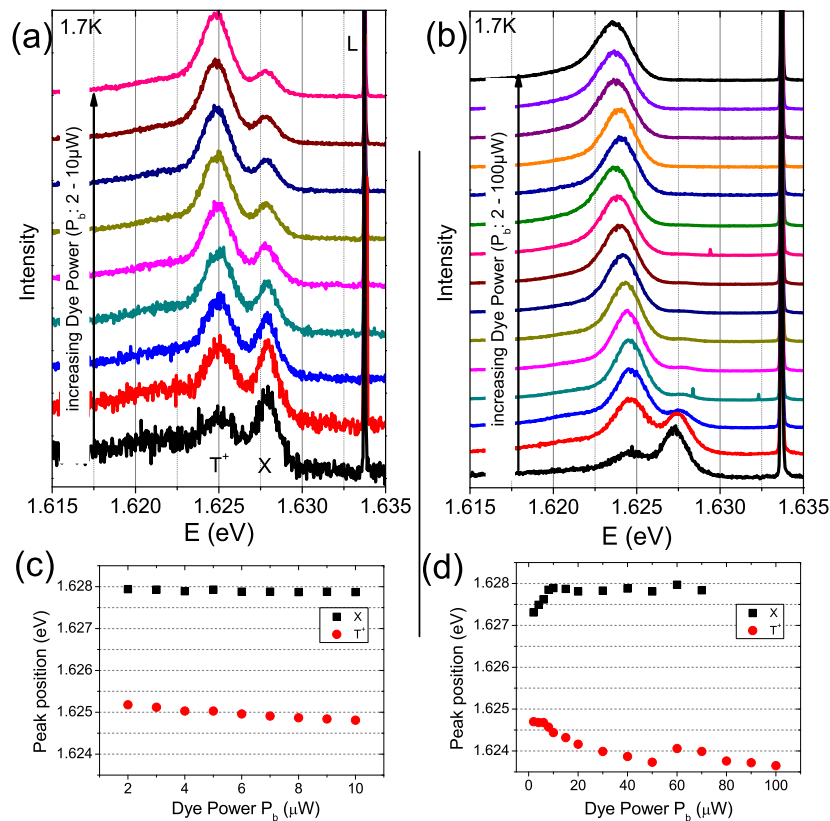 (a)
1.7K
L
Intensity
increasing Dye Power (Pb: 2 - 10μW)
T+
X
1.615 1.620 1.625 1.630 1.635
E (eV)
(b)
1.7K
Intensity
increasing Dye Power (Pb: 2 - 100μW)
1.615 1.620 1.625 1.630 1.635
E (eV)
(c)
1.628
1.627
1.626
1.625
1.624
Peak position (eV)
X
T+
2 4 6 8 10
Dye Power Pb (μW)
(d)
1.628
1.627
1.626
1.625
1.624
Peak position (eV)
X
T+
0 20 40 60 80 100
Dye Power Pb (μW)